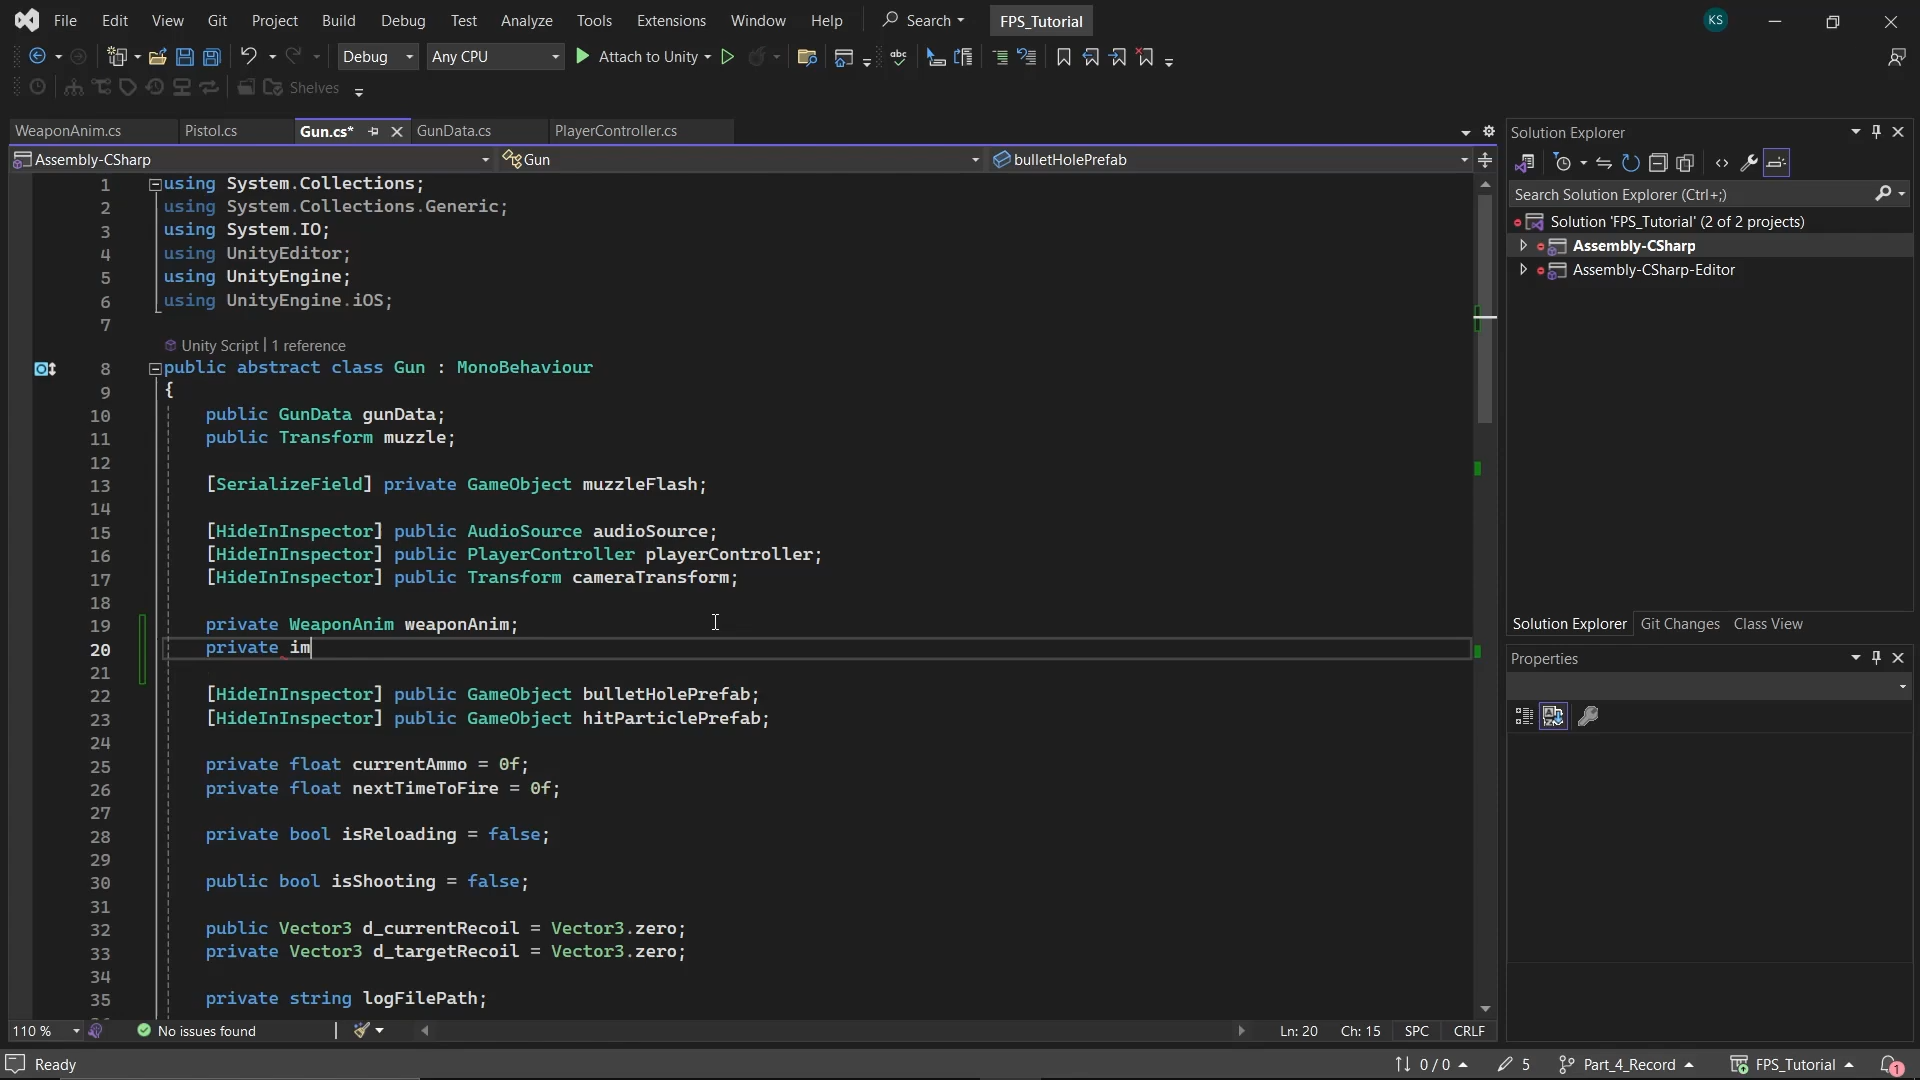 File Edit View Git Project Build Debug Test Analyze Tools Extensions Window Help Search FPS_Tutorial KS
Debug Any CPU Attach to Unity abc
Shelves
WeaponAnim.cs Pistol.cs Gun.cs* GunData.cs PlayerController.cs
Assembly-CSharp Gun bulletHolePrefab
1 using System.Collections;
2 using System.Collections.Generic;
3 using System.IO;
4 using UnityEditor;
5 using UnityEngine;
6 using UnityEngine.iOS;
7
Unity Script | 1 reference
8 public abstract class Gun : MonoBehaviour
9 {
10 public GunData gunData;
11 public Transform muzzle;
12
13 [SerializeField] private GameObject muzzleFlash;
14
15 [HideInInspector] public AudioSource audioSource;
16 [HideInInspector] public PlayerController playerController;
17 [HideInInspector] public Transform cameraTransform;
18
19 private WeaponAnim weaponAnim;
20 private im
21
22 [HideInInspector] public GameObject bulletHolePrefab;
23 [HideInInspector] public GameObject hitParticlePrefab;
24
25 private float currentAmmo = 0f;
26 private float nextTimeToFire = 0f;
27
28 private bool isReloading = false;
29
30 public bool isShooting = false;
31
32 public Vector3 d_currentRecoil = Vector3.zero;
33 private Vector3 d_targetRecoil = Vector3.zero;
34
35 private string logFilePath;
110 % No issues found Ln: 20 Ch: 15 SPC CRLF
Solution Explorer
Search Solution Explorer (Ctrl+;)
Solution 'FPS_Tutorial' (2 of 2 projects)
Assembly-CSharp
Assembly-CSharp-Editor
Solution Explorer Git Changes Class View
Properties
Ready 0 / 0 5 Part_4_Record FPS_Tutorial 1